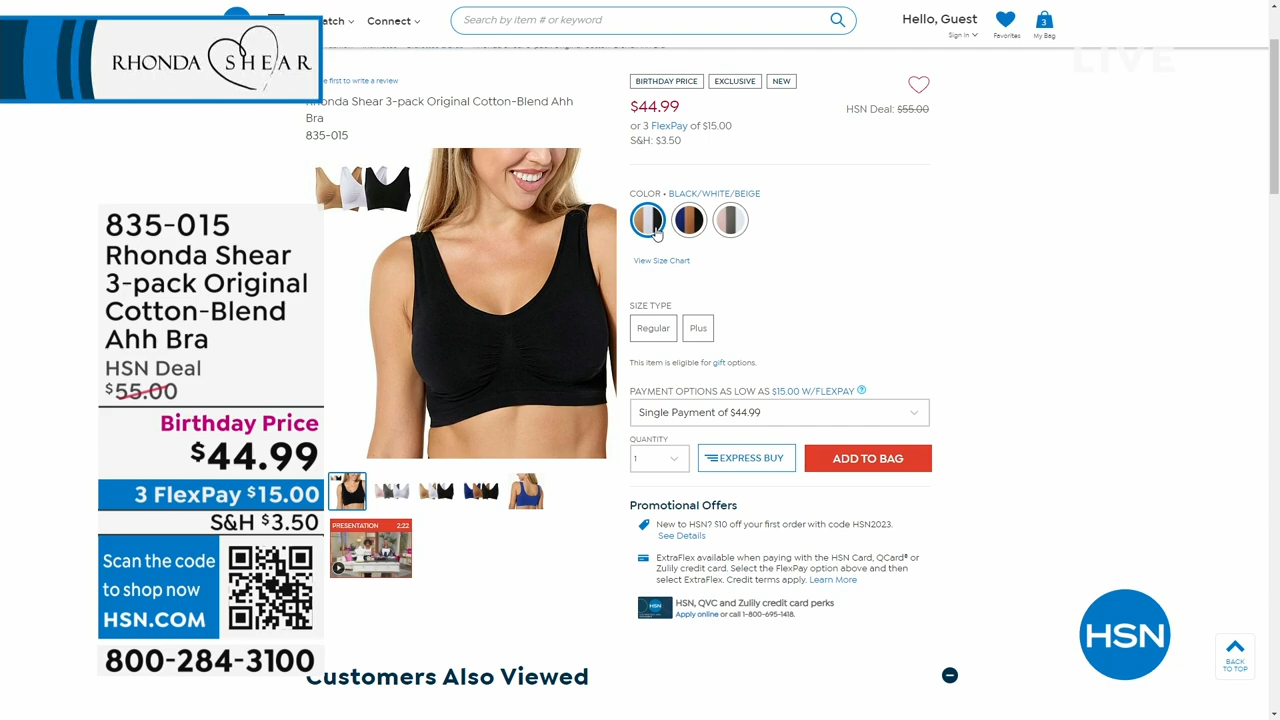 atch
Connect
Search by item # or keyword
Hello, Guest
Sign In
Favorites
3
My Bag
LIVE
RHONDA SHEAR
e first to write a review
Rhonda Shear 3-pack Original Cotton-Blend Ahh
Bra
835-015
BIRTHDAY PRICE
EXCLUSIVE
NEW
$44.99
HSN Deal: $55.00
or 3 FlexPay of $15.00
S&H: $3.50
COLOR • BLACK/WHITE/BEIGE
View Size Chart
SIZE TYPE
Regular
Plus
This item is eligible for gift options.
PAYMENT OPTIONS AS LOW AS $15.00 W/FLEXPAY ?
Single Payment of $44.99
QUANTITY
1
EXPRESS BUY
ADD TO BAG
Promotional Offers
New to HSN? $10 off your first order with code HSN2023.
See Details
ExtraFlex available when paying with the HSN Card, QCard® or
Zulily credit card. Select the FlexPay option above and then
select ExtraFlex. Credit terms apply. Learn More
HSN, QVC and Zulily credit card perks
Apply online or call 1-800-695-1418.
835-015
Rhonda Shear
3-pack Original
Cotton-Blend
Ahh Bra
HSN Deal
$55.00
Birthday Price
$44.99
3 FlexPay $15.00
S&H $3.50
Scan the code
to shop now
HSN.COM
800-284-3100
PRESENTATION 2:22
Customers Also Viewed
HSN
BACK
TO TOP